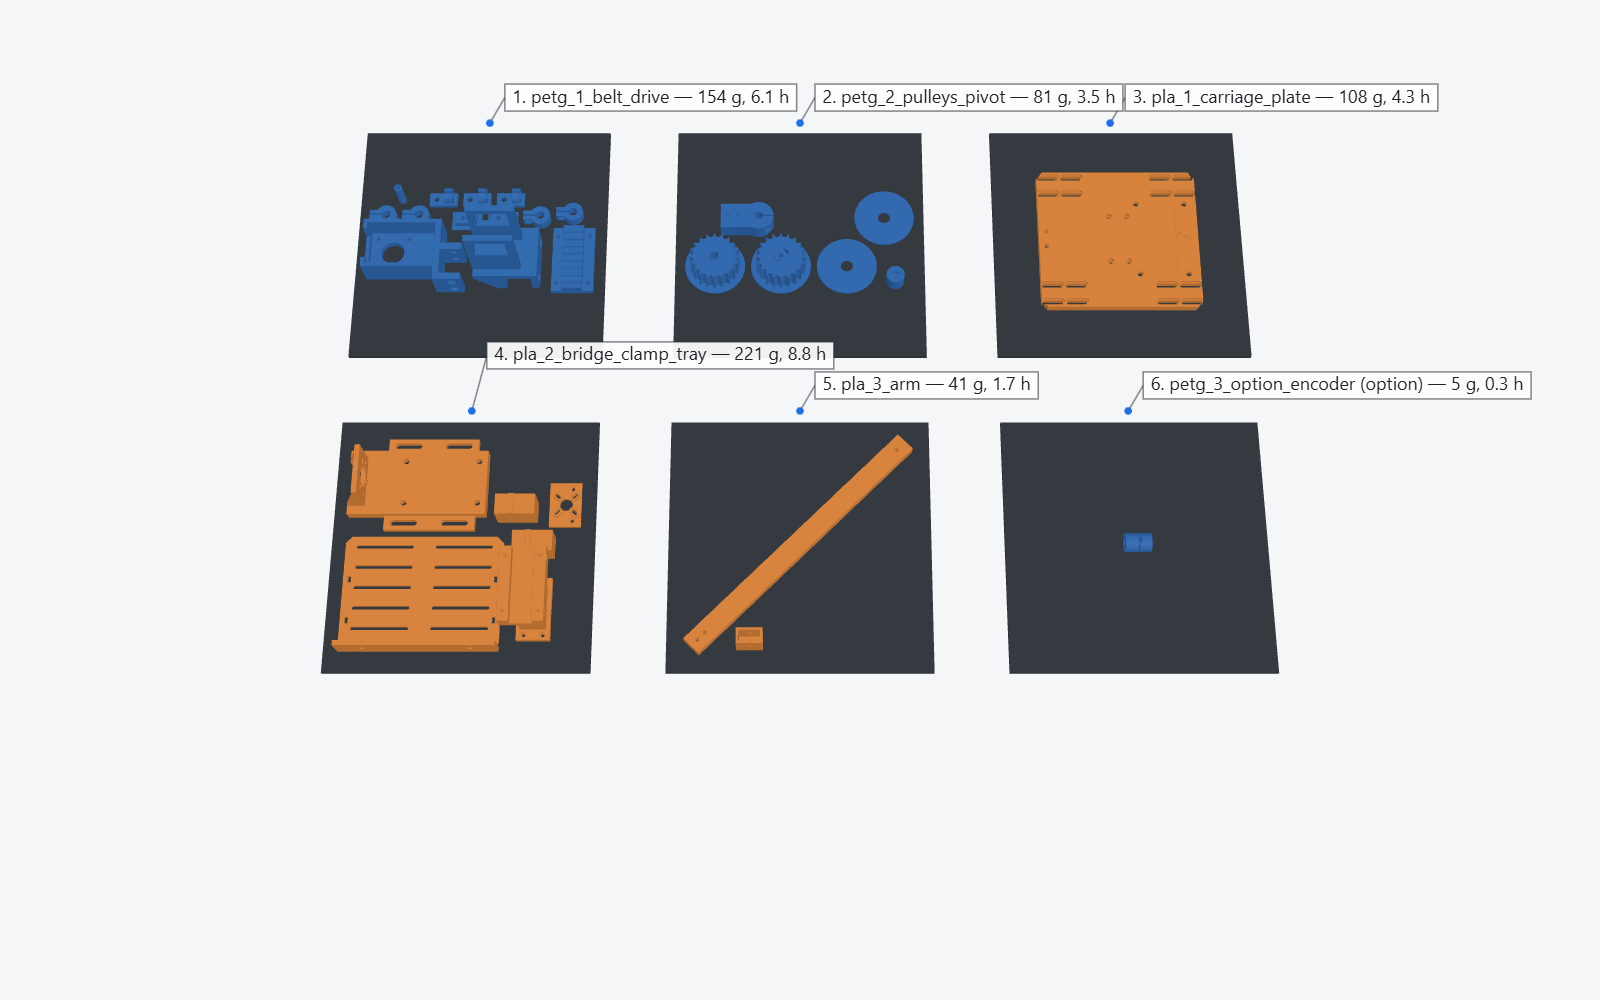 1. petg_1_belt_drive — 154 g, 6.1 h
2. petg_2_pulleys_pivot — 81 g, 3.5 h
3. pla_1_carriage_plate — 108 g, 4.3 h
4. pla_2_bridge_clamp_tray — 221 g, 8.8 h
5. pla_3_arm — 41 g, 1.7 h
6. petg_3_option_encoder (option) — 5 g, 0.3 h